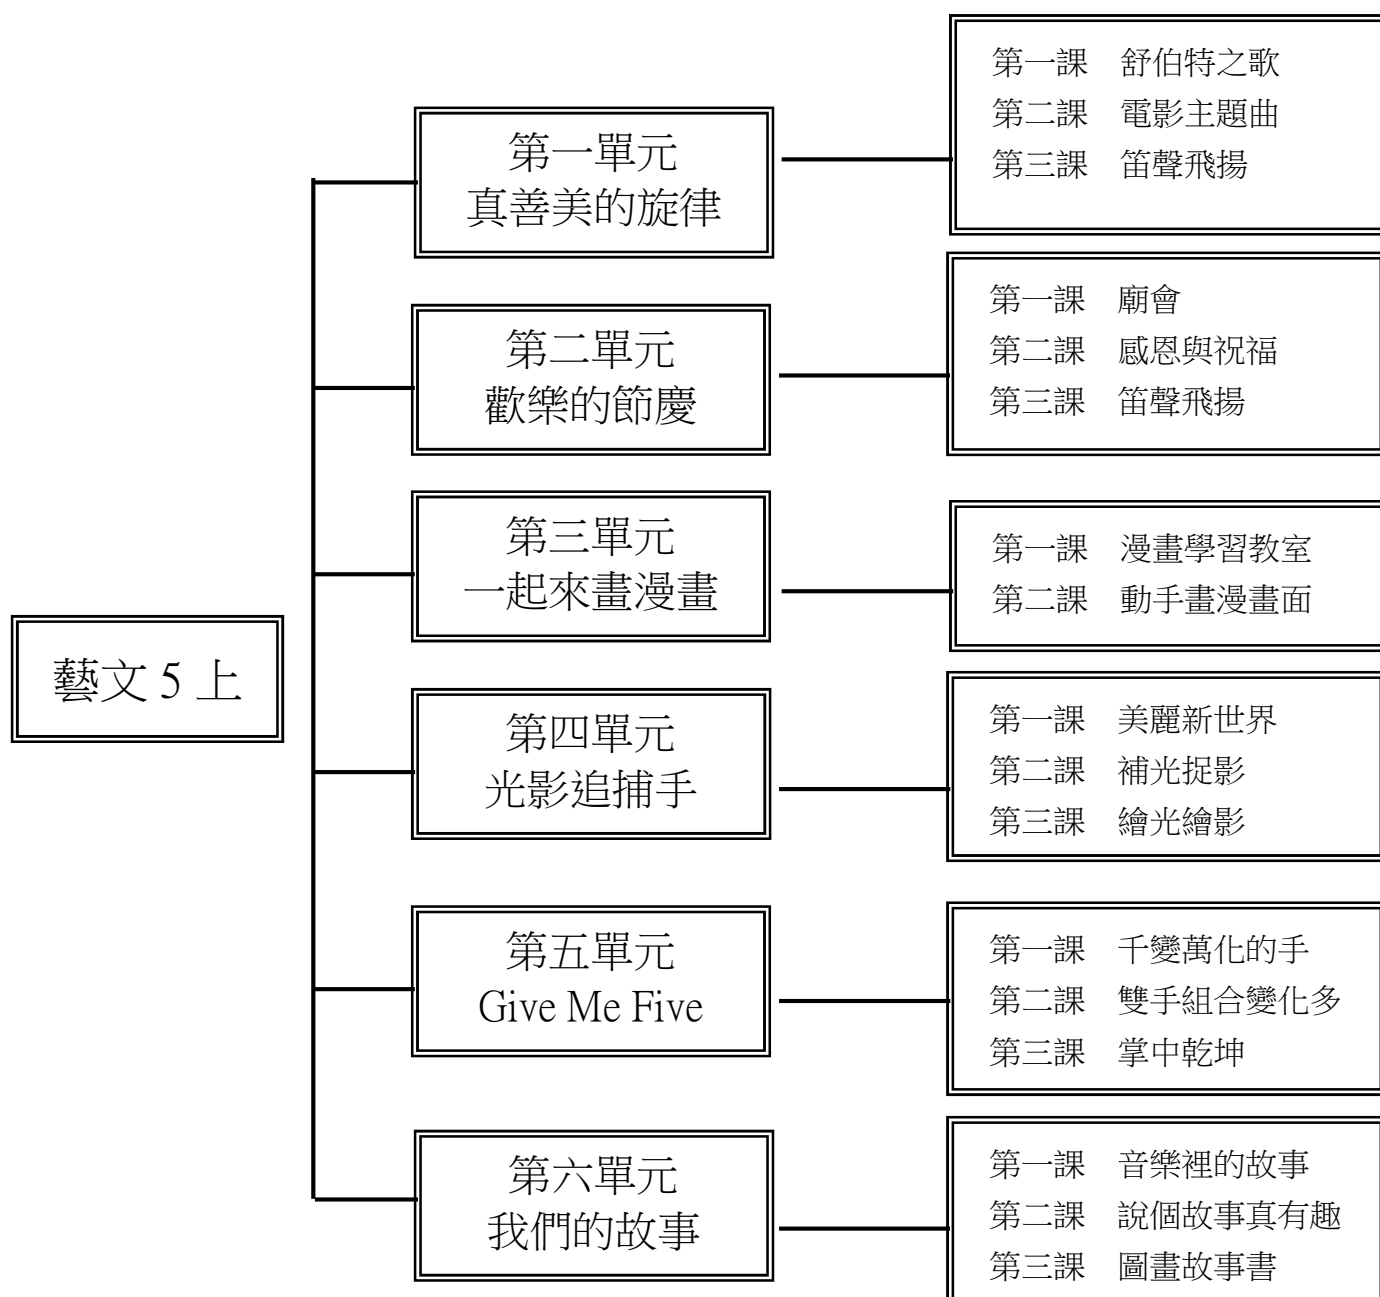 藝文 5 上
第一單元
真善美的旋律
第一課　舒伯特之歌
第二課　電影主題曲
第三課　笛聲飛揚
第二單元
歡樂的節慶
第一課　廟會
第二課　感恩與祝福
第三課　笛聲飛揚
第三單元
一起來畫漫畫
第一課　漫畫學習教室
第二課　動手畫漫畫面
第四單元
光影追捕手
第一課　美麗新世界
第二課　補光捉影
第三課　繪光繪影
第五單元
Give Me Five
第一課　千變萬化的手
第二課　雙手組合變化多
第三課　掌中乾坤
第六單元
我們的故事
第一課　音樂裡的故事
第二課　說個故事真有趣
第三課　圖畫故事書